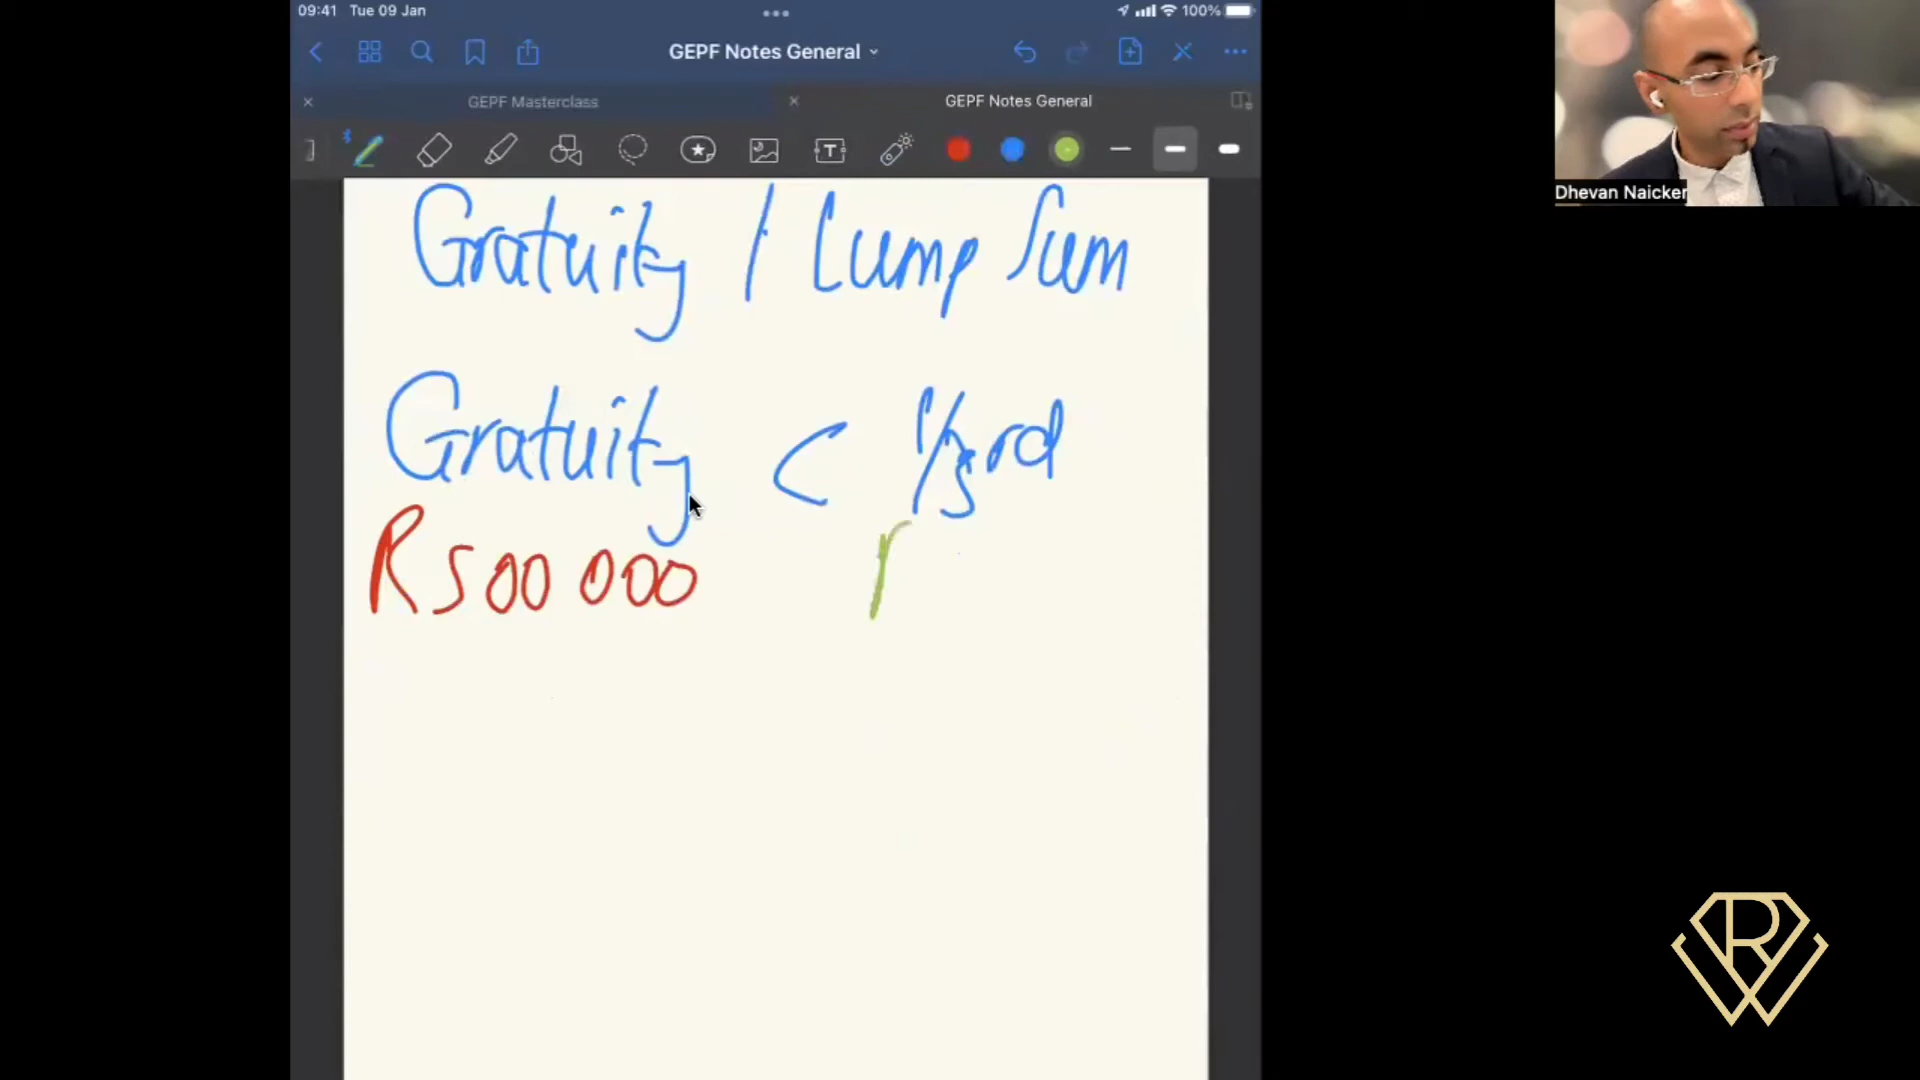 09:41 Tue 09 Jan 100%
GEPF Notes General
GEPF Masterclass GEPF Notes General
T
Gratuity / Lump Sum
Gratuity < 1/3rd
R500 000
Dhevan Naicker
RW